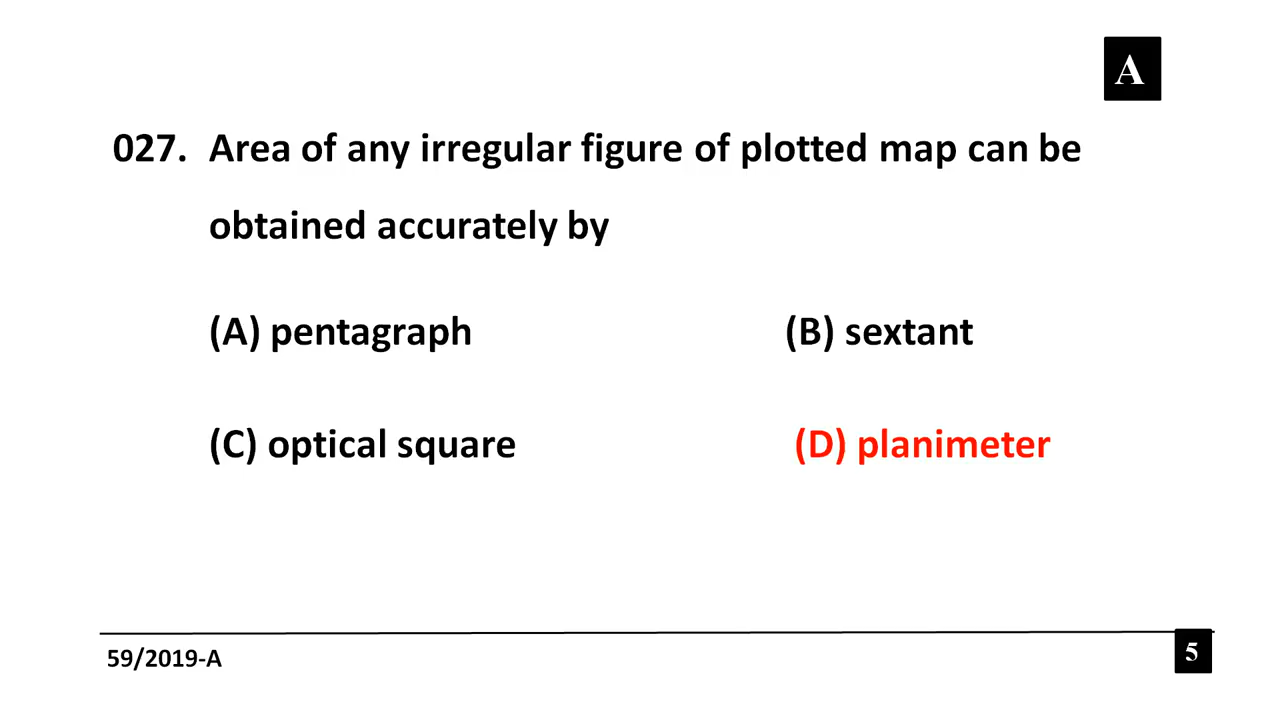 A
027. Area of any irregular figure of plotted map can be
obtained accurately by
(A) pentagraph (B) sextant
(C) optical square (D) planimeter
59/2019-A 5